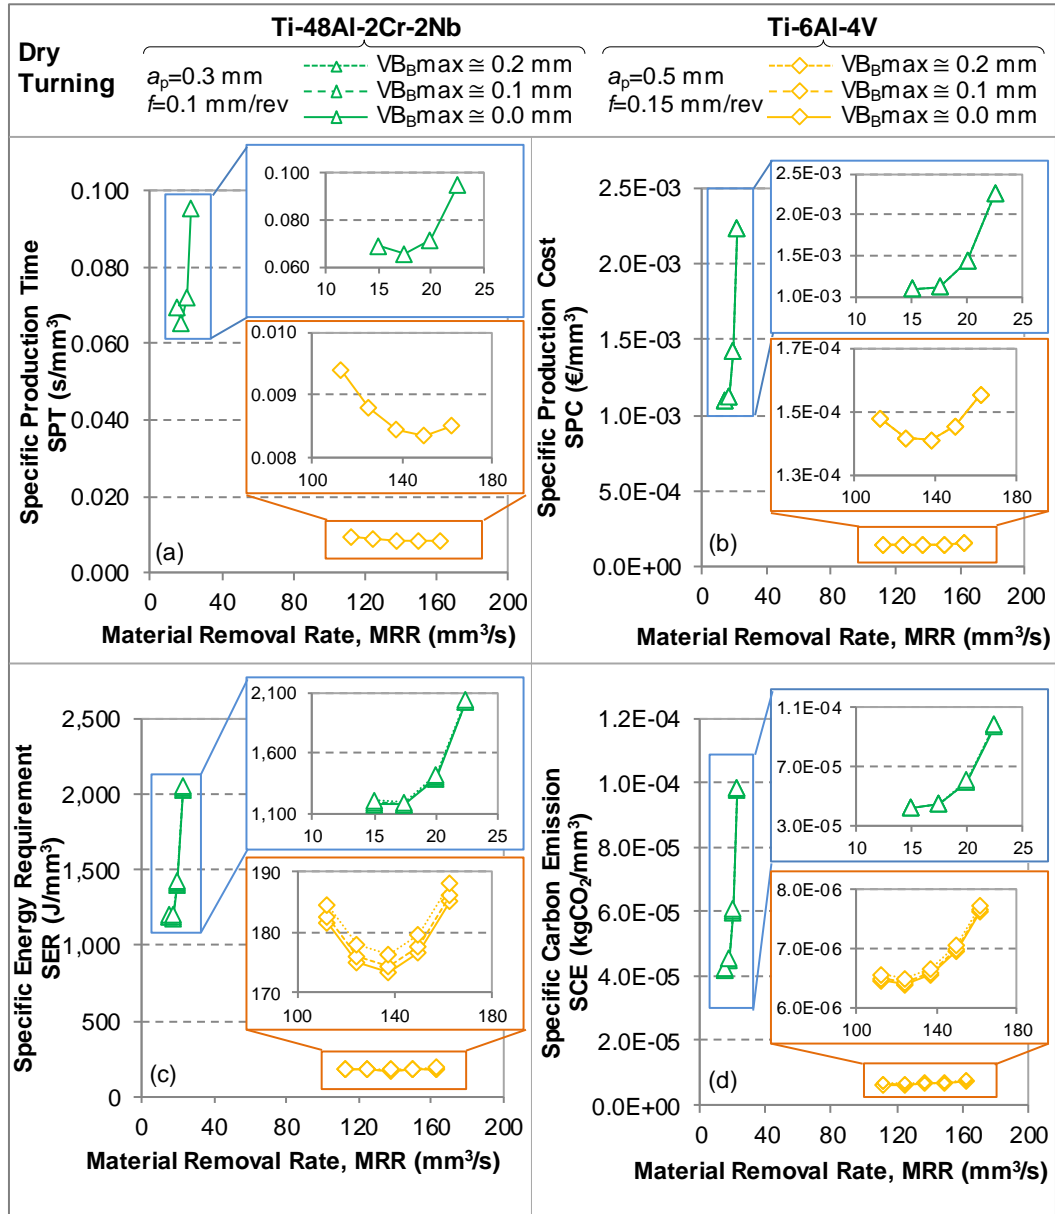 Dry
Turning
Ti-48Al-2Cr-2Nb
aₚ=0.3 mm
f=0.1 mm/rev
VB_Bmax ≅ 0.2 mm
VB_Bmax ≅ 0.1 mm
VB_Bmax ≅ 0.0 mm
Ti-6Al-4V
aₚ=0.5 mm
f=0.15 mm/rev
VB_Bmax ≅ 0.2 mm
VB_Bmax ≅ 0.1 mm
VB_Bmax ≅ 0.0 mm
Specific Production Time
SPT (s/mm³)
0.100
0.080
0.060
0.040
0.020
0.000
0.100
0.080
0.060
10 15 20 25
0.010
0.009
0.008
100 140 180
(a)
0 40 80 120 160 200
Material Removal Rate, MRR (mm³/s)
Specific Production Cost
SPC (€/mm³)
2.5E-03
2.0E-03
1.5E-03
1.0E-03
5.0E-04
0.0E+00
2.5E-03
2.0E-03
1.5E-03
1.0E-03
10 15 20 25
1.7E-04
1.5E-04
1.3E-04
100 140 180
(b)
0 40 80 120 160 200
Material Removal Rate, MRR (mm³/s)
Specific Energy Requirement
SER (J/mm³)
2,500
2,000
1,500
1,000
500
0
2,100
1,600
1,100
10 15 20 25
190
180
170
100 140 180
(c)
0 40 80 120 160 200
Material Removal Rate, MRR (mm³/s)
Specific Carbon Emission
SCE (kgCO₂/mm³)
1.2E-04
1.0E-04
8.0E-05
6.0E-05
4.0E-05
2.0E-05
0.0E+00
1.1E-04
7.0E-05
3.0E-05
10 15 20 25
8.0E-06
7.0E-06
6.0E-06
100 140 180
(d)
0 40 80 120 160 200
Material Removal Rate, MRR (mm³/s)